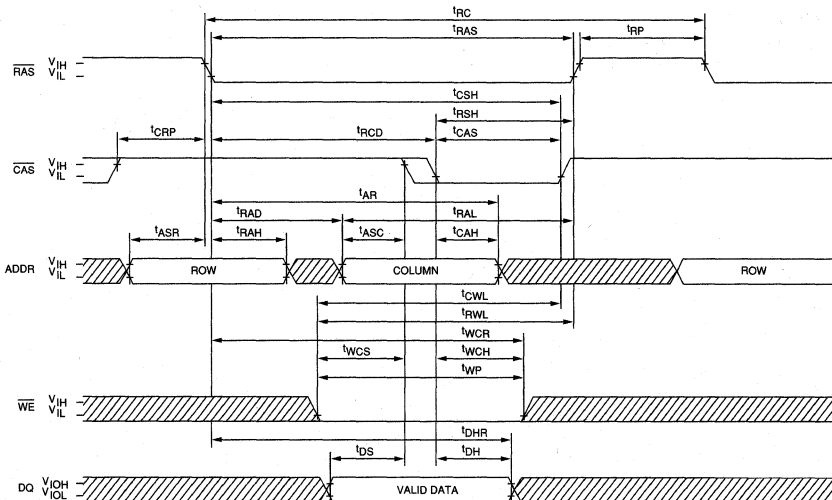 tRC
tRAS
tRP
RAS VIH
VIL
tCSH
tRSH
tCRP tRCD tCAS
CAS VIH
VIL
tAR
tRAD tRAL
tASR tRAH tASC tCAH
ADDR VIH
VIL
ROW COLUMN ROW
tCWL
tRWL
tWCR
tWCS tWCH
tWP
WE VIH
VIL
tDHR
tDS tDH
DQ VIOH
VIOL
VALID DATA